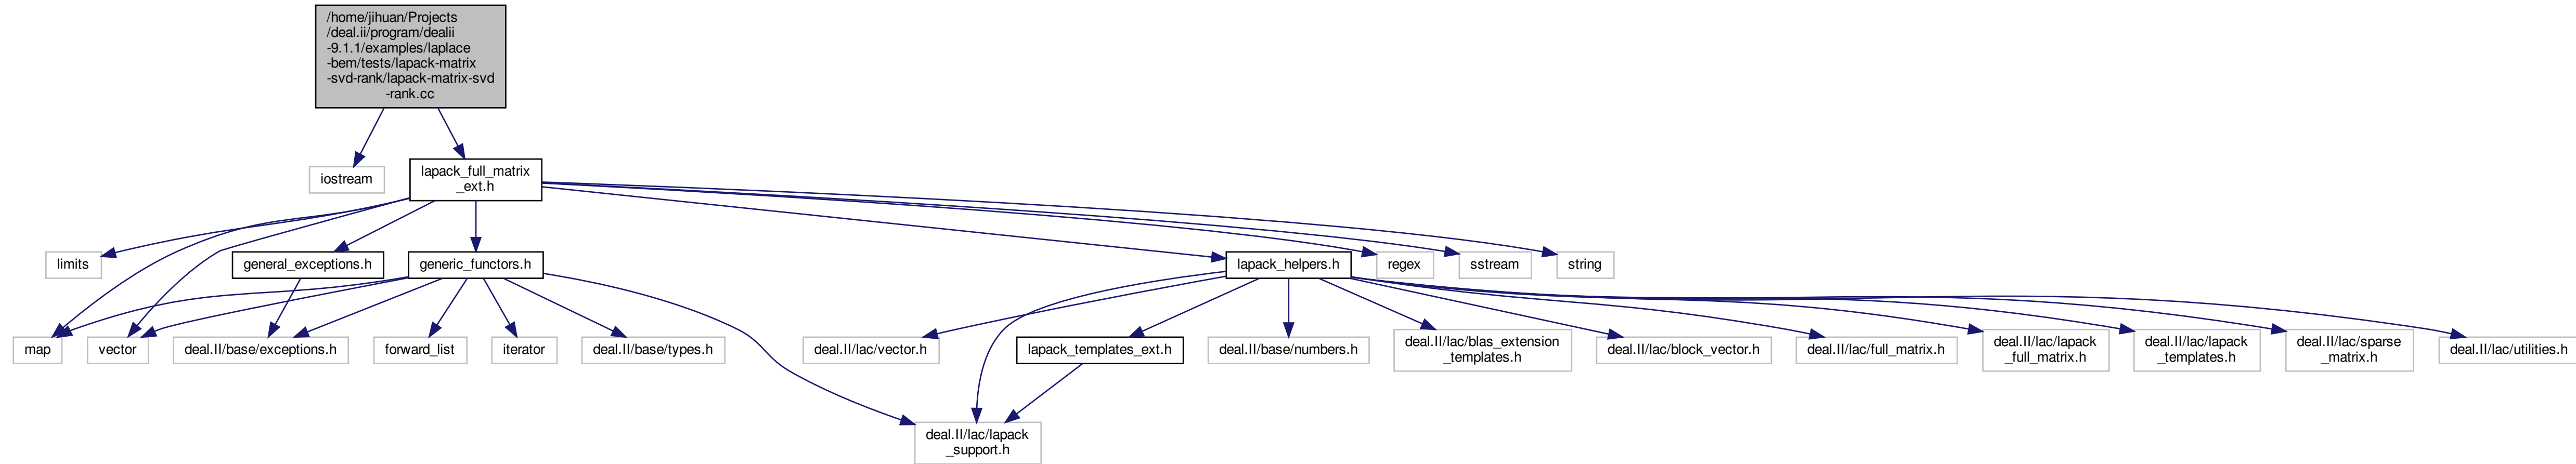 /home/jihuan/Projects
/deal.ii/program/dealii
-9.1.1/examples/laplace
-bem/tests/lapack-matrix
-svd-rank/lapack-matrix-svd
-rank.cc
iostream
lapack_full_matrix
_ext.h
limits
general_exceptions.h
generic_functors.h
lapack_helpers.h
regex
sstream
string
map
vector
deal.II/base/exceptions.h
forward_list
iterator
deal.II/base/types.h
deal.II/lac/vector.h
lapack_templates_ext.h
deal.II/base/numbers.h
deal.II/lac/blas_extension
_templates.h
deal.II/lac/block_vector.h
deal.II/lac/full_matrix.h
deal.II/lac/lapack
_full_matrix.h
deal.II/lac/lapack
_templates.h
deal.II/lac/sparse
_matrix.h
deal.II/lac/utilities.h
deal.II/lac/lapack
_support.h